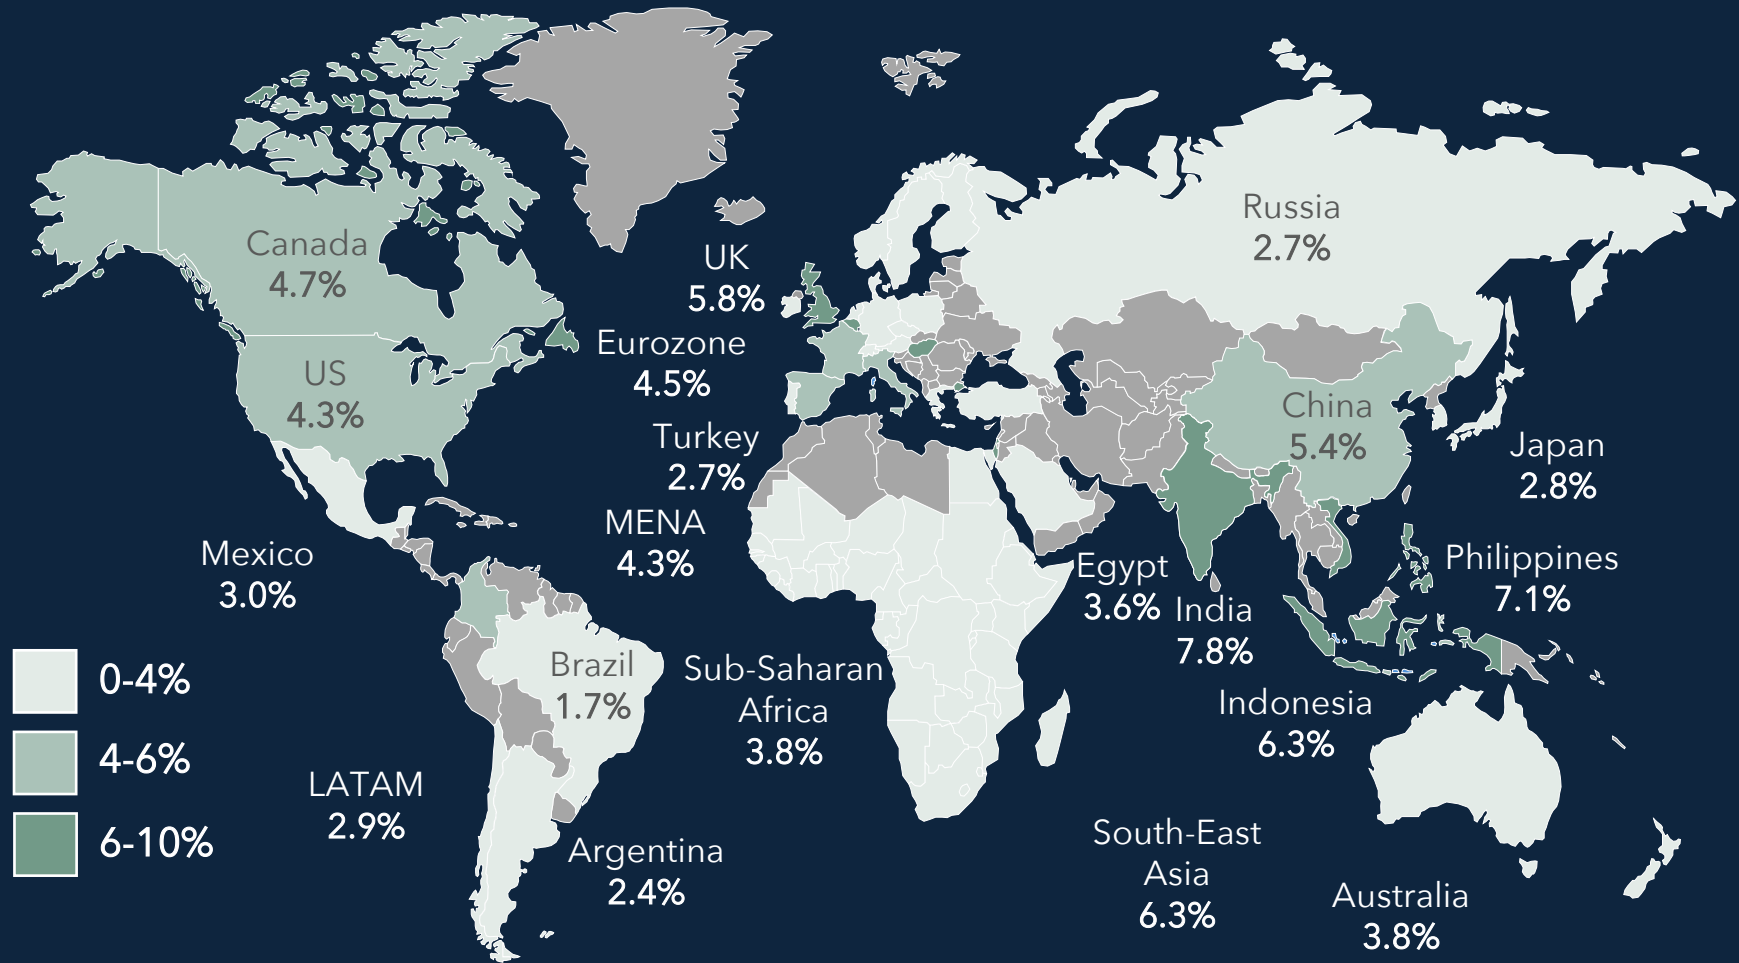 Russia
2.7%
Canada
4.7%
UK
5.8%
Eurozone
4.5%
US
4.3%
China
5.4%
Turkey
2.7%
Japan
2.8%
MENA
4.3%
Mexico
3.0%
Egypt
3.6%
Philippines
7.1%
India
7.8%
Brazil
1.7%
Sub-Saharan
Africa
3.8%
Indonesia
6.3%
0-4%
4-6%
6-10%
LATAM
2.9%
Argentina
2.4%
South-East
Asia
6.3%
Australia
3.8%